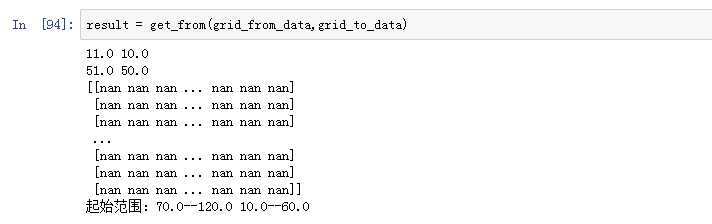 In [94]: result = get_from(grid_from_data,grid_to_data)
11.0 10.0
51.0 50.0
[[nan nan nan ... nan nan nan]
[nan nan nan ... nan nan nan]
[nan nan nan ... nan nan nan]
...
[nan nan nan ... nan nan nan]
[nan nan nan ... nan nan nan]
[nan nan nan ... nan nan nan]]
起始范围：70.0--120.0 10.0--60.0